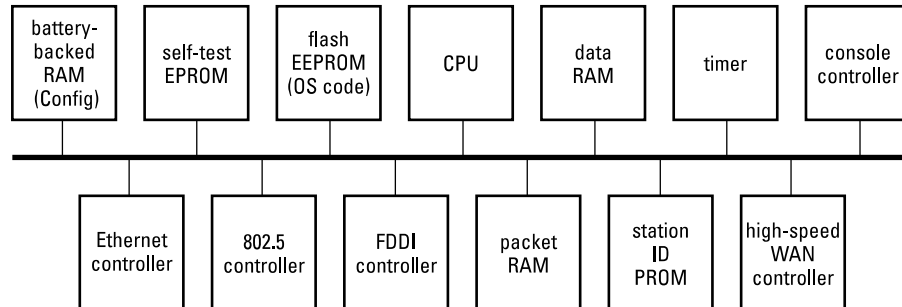 battery-
backed
RAM
(Config)
self-test
EPROM
flash
EEPROM
(OS code)
CPU
data
RAM
timer
console
controller
Ethernet
controller
802.5
controller
FDDI
controller
packet
RAM
station
ID
PROM
high-speed
WAN
controller